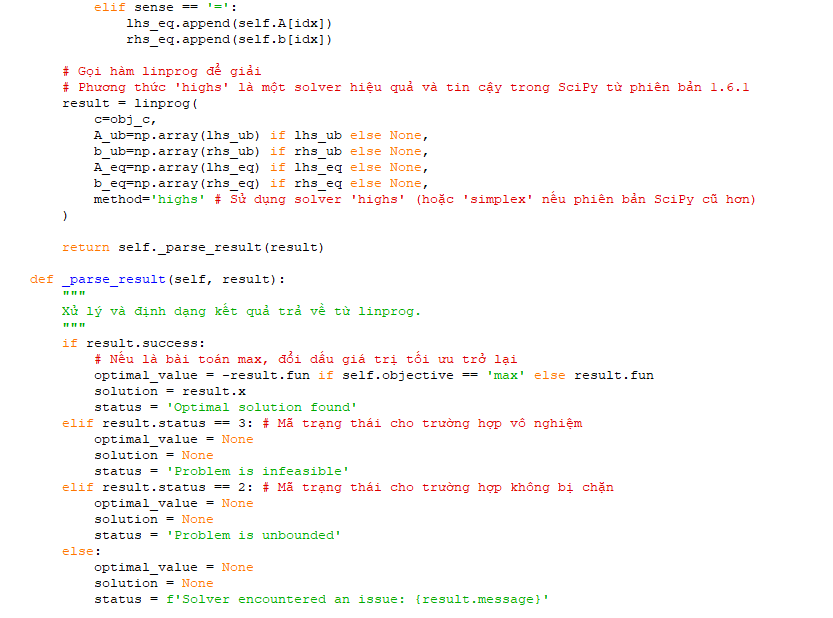 elif sense == '=':
            lhs_eq.append(self.A[idx])
            rhs_eq.append(self.b[idx])

    # Gọi hàm linprog để giải
    # Phương thức 'highs' là một solver hiệu quả và tin cậy trong SciPy từ phiên bản 1.6.1
    result = linprog(
        c=obj_c,
        A_ub=np.array(lhs_ub) if lhs_ub else None,
        b_ub=np.array(rhs_ub) if rhs_ub else None,
        A_eq=np.array(lhs_eq) if lhs_eq else None,
        b_eq=np.array(rhs_eq) if rhs_eq else None,
        method='highs' # Sử dụng solver 'highs' (hoặc 'simplex' nếu phiên bản SciPy cũ hơn)
    )

    return self._parse_result(result)

def _parse_result(self, result):
    """
    Xử lý và định dạng kết quả trả về từ linprog.
    """
    if result.success:
        # Nếu là bài toán max, đổi dấu giá trị tối ưu trở lại
        optimal_value = -result.fun if self.objective == 'max' else result.fun
        solution = result.x
        status = 'Optimal solution found'
    elif result.status == 3: # Mã trạng thái cho trường hợp vô nghiệm
        optimal_value = None
        solution = None
        status = 'Problem is infeasible'
    elif result.status == 2: # Mã trạng thái cho trường hợp không bị chặn
        optimal_value = None
        solution = None
        status = 'Problem is unbounded'
    else:
        optimal_value = None
        solution = None
        status = f'Solver encountered an issue: {result.message}'